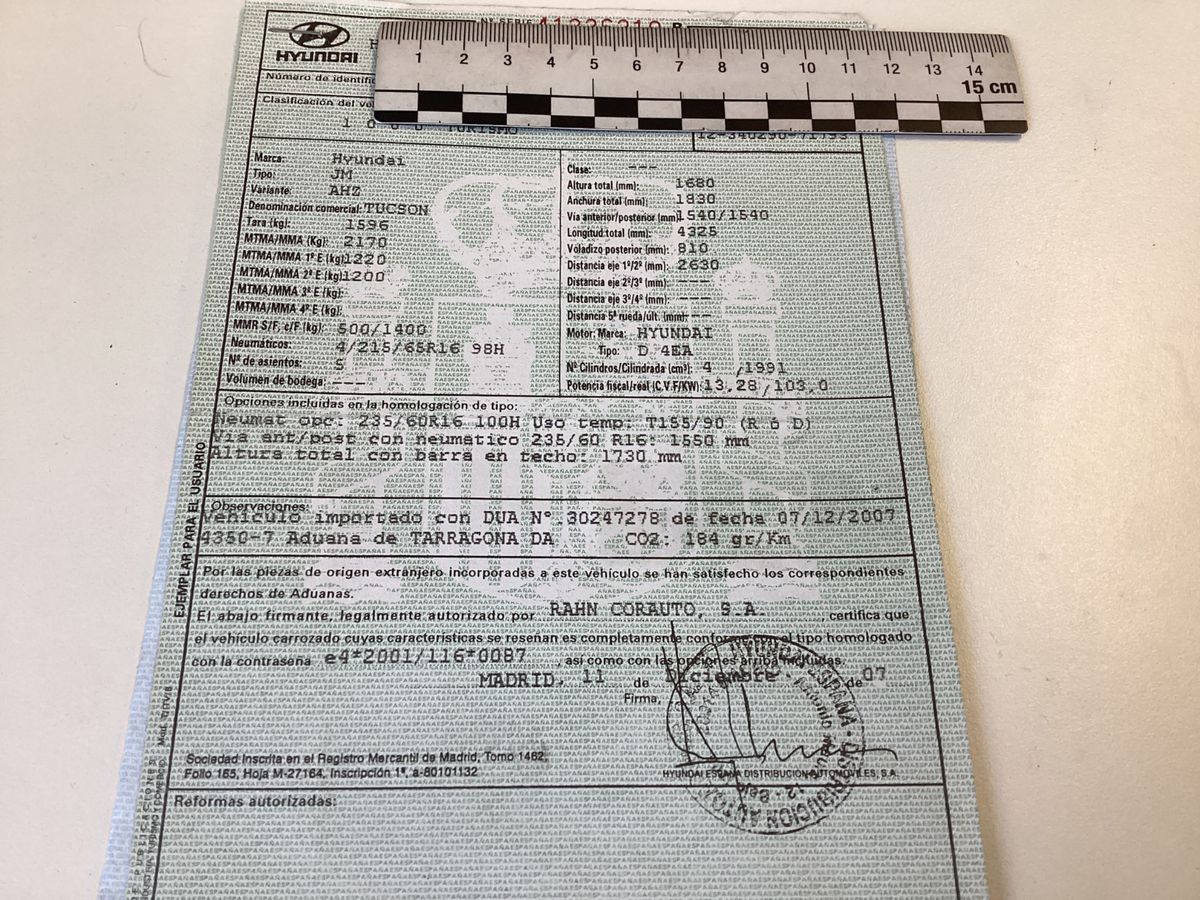 Nº SERIE
HYUNDAI
1 2 3 4 5 6 7 8 9 10 11 12 13 14
15 cm
Número de identific
Clasificación del ve
1 0 0 0 TURISMO
Marca: Hyundai
Tipo: JM
Variante: AHZ
Denominación comercial: TUCSON
Tara (kg): 1596
MTMA/MMA (Kg): 2170
MTMA/MMA 1º E (kg) 1220
MTMA/MMA 2º E (kg) 1200
MTMA/MMA 3º E (kg):
MTMA/MMA 4º E (kg):
MMR S/F, c/F (kg): 500/1400
Neumáticos: 4/215/65R16 98H
Nº de asientos: 5
Volumen de bodega: ---
Clase: ---
Altura total (mm): 1680
Anchura total (mm): 1830
Vía anterior/posterior (mm) 1540/1540
Longitud total (mm): 4325
Voladizo posterior (mm): 810
Distancia eje 1º/2º (mm): 2630
Distancia eje 2º/3º (mm): ---
Distancia eje 3º/4º (mm): ---
Distancia 5ª rueda/últ. (mm): ---
Motor: Marca: HYUNDAI
Tipo: D 4EA
Nº Cilindros/Cilindrada (cm³): 4 /1991
Potencia fiscal/real (C.V.F/KW) 13,28 /103,0
Opciones incluidas en la homologación de tipo:
Neumat opc: 235/60R16 100H Uso temp: T155/90 (R ó D)
Via ant/post con neumatico 235/60 R16: 1550 mm
Altura total con barra en techo: 1730 mm
EJEMPLAR PARA EL USUARIO
Observaciones:
Vehiculo importado con DUA Nº 30247278 de fecha 07/12/2007
4350-7 Aduana de TARRAGONA DA CO2: 184 gr/Km
Por las piezas de origen extranjero incorporadas a este vehículo se han satisfecho los correspondientes
derechos de Aduanas.
El abajo firmante, legalmente autorizado por RAHN CORAUTO, S.A. , certifica que
el vehículo carrozado cuyas características se reseñan es completamente conforme con el tipo homologado
con la contraseña e4*2001/116*0087 , así como con las opciones arriba incluidas.
MADRID, 11 de Diciembre de 07
Firma.
Sociedad Inscrita en el Registro Mercantil de Madrid, Tomo 1462,
Folio 165, Hoja M-27164, Inscripción 1ª, a-80101132
HYUNDAI ESPAÑA DISTRIBUCION AUTOMOVILES, S.A.
Reformas autorizadas: